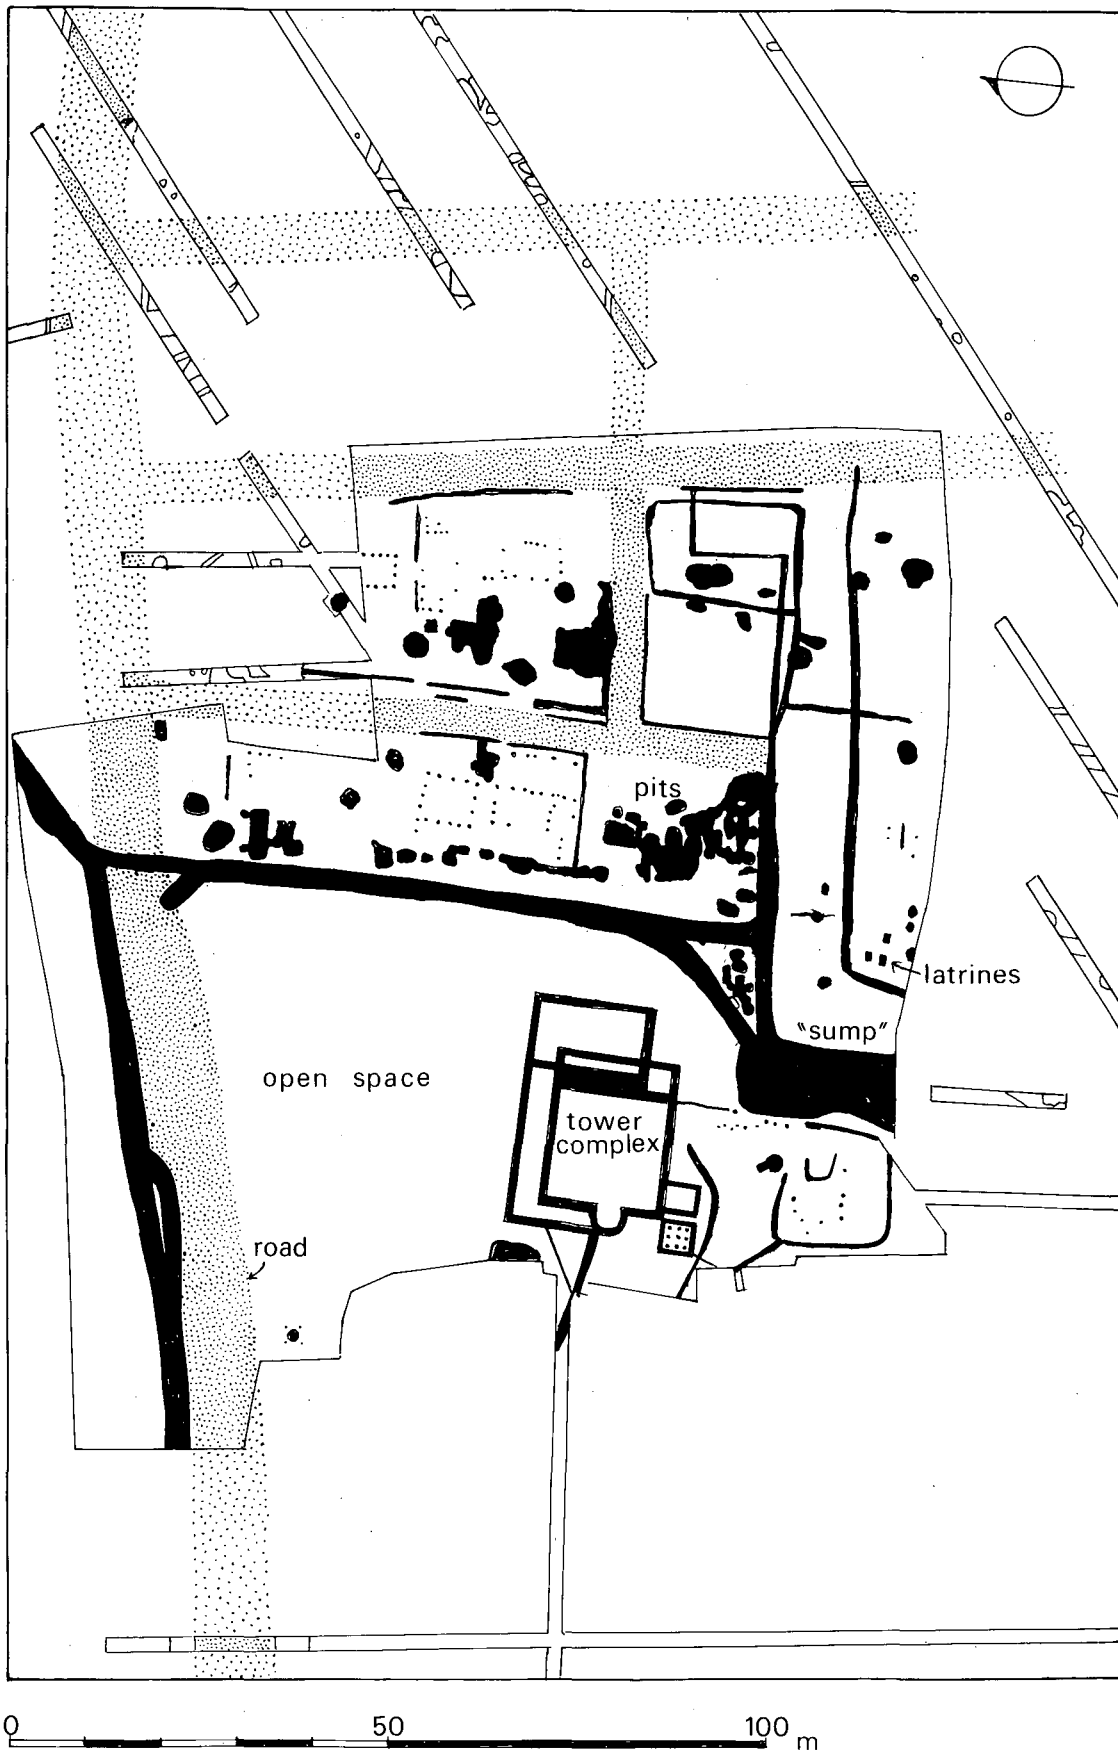 pits
latrines
"sump"
open space
tower
complex
road
0 50 100 m